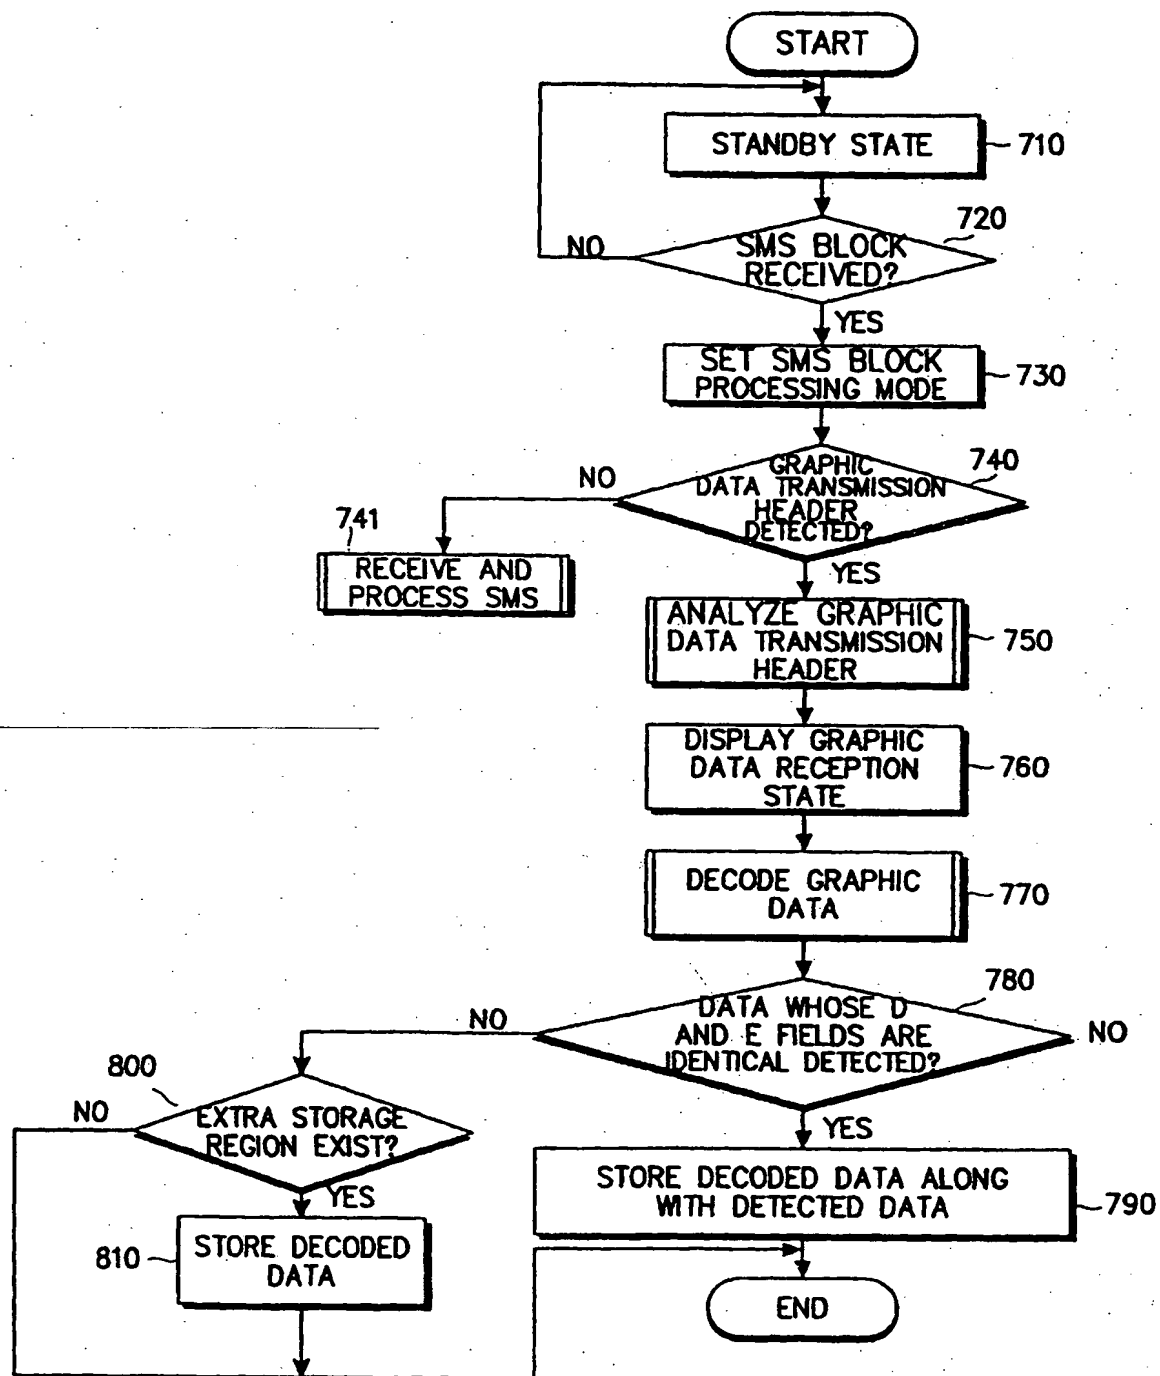 START
STANDBY STATE
710
720
SMS BLOCK
RECEIVED?
NO
YES
SET SMS BLOCK
PROCESSING MODE
730
740
GRAPHIC
DATA TRANSMISSION
HEADER
DETECTED?
NO
741
RECEIVE AND
PROCESS SMS
YES
ANALYZE GRAPHIC
DATA TRANSMISSION
HEADER
750
DISPLAY GRAPHIC
DATA RECEPTION
STATE
760
DECODE GRAPHIC
DATA
770
780
DATA WHOSE D
AND E FIELDS ARE
IDENTICAL DETECTED?
NO
NO
800
EXTRA STORAGE
REGION EXIST?
NO
YES
YES
STORE DECODED DATA ALONG
WITH DETECTED DATA
790
810
STORE DECODED
DATA
END